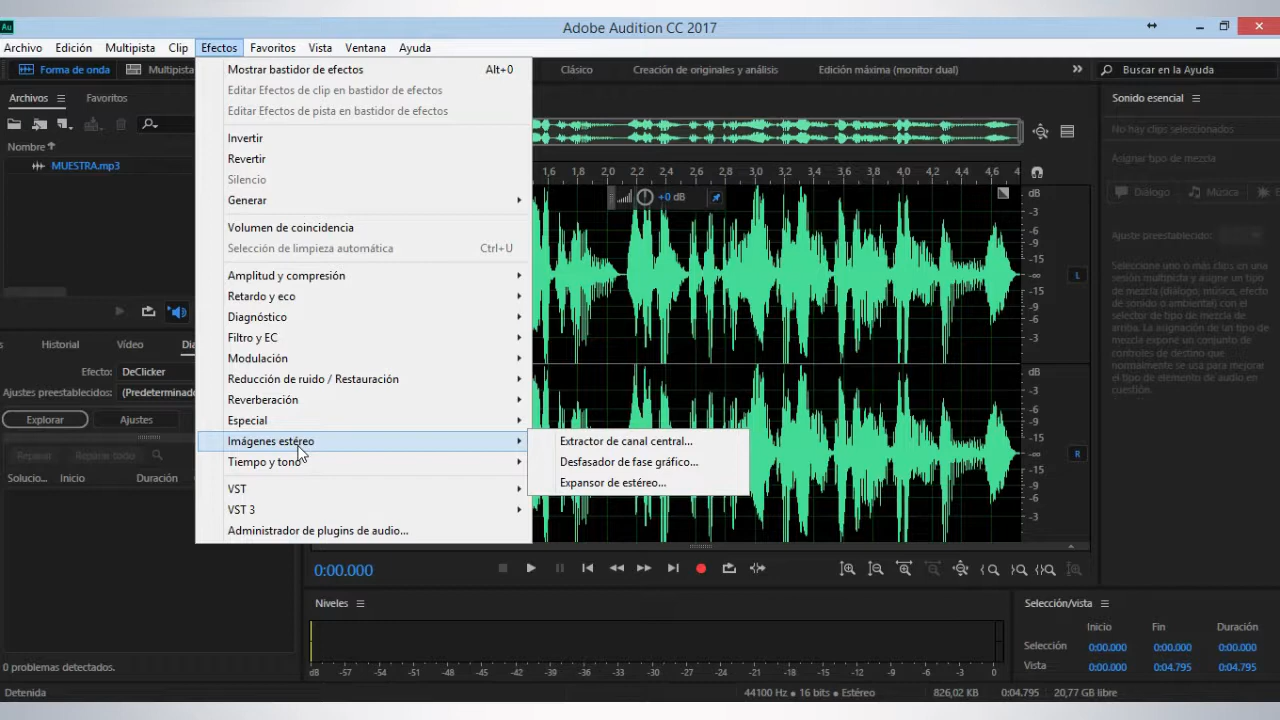 Au
Adobe Audition CC 2017
Archivo Edición Multipista Clip Efectos Favoritos Vista Ventana Ayuda
Forma de onda Multipista Clásico Creación de originales y análisis Edición máxima (monitor dual) » Buscar en la Ayuda
Archivos Favoritos
Nombre
MUESTRA.mp3
Historial Vídeo
Efecto: DeClicker
Ajustes preestablecidos: (Predeterminado
Explorar Ajustes
Reparar Reparar todo
Solucio... Inicio Duración
0 problemas detectados.
Detenida
Mostrar bastidor de efectos Alt+0
Editar Efectos de clip en bastidor de efectos
Editar Efectos de pista en bastidor de efectos
Invertir
Revertir
Silencio
Generar
Volumen de coincidencia
Selección de limpieza automática Ctrl+U
Amplitud y compresión
Retardo y eco
Diagnóstico
Filtro y EC
Modulación
Reducción de ruido / Restauración
Reverberación
Especial
Imágenes estéreo
Tiempo y tono
VST
VST 3
Administrador de plugins de audio...
Extractor de canal central...
Desfasador de fase gráfico...
Expansor de estéreo...
1,6 1,8 2,0 2,2 2,4 2,6 2,8 3,0 3,2 3,4 3,6 3,8 4,0 4,2 4,4 4,6 4
+0 dB
dB
-3
-6
-9
-15
-∞
-15
-9
-6
-3
L
dB
-3
-6
-9
-15
-∞
-15
-9
-6
-3
R
0:00.000
Niveles
dB -57 -54 -51 -48 -45 -42 -39 -36 -33 -30 -27 -24 -21 -18 -15 -12 -9 -6 -3 0
44100 Hz • 16 bits • Estéreo 826,02 KB 0:04.795 20,77 GB libre
Sonido esencial
No hay clips seleccionados
Asignar tipo de mezcla
Diálogo Música
Ajuste preestablecido:
Seleccione uno o más clips en una
sesión multipista y asigne un tipo
de mezcla (diálogo, música, efecto
de sonido o ambiental) con el
selector de tipo de mezcla de
arriba. La asignación de un tipo de
mezcla expone un conjunto de
controles de destino que
normalmente se usa para mejorar
el tipo de elemento de audio en
cuestión.
Selección/vista
Inicio Fin Duración
Selección 0:00.000 0:00.000 0:00.000
Vista 0:00.000 0:04.795 0:04.795